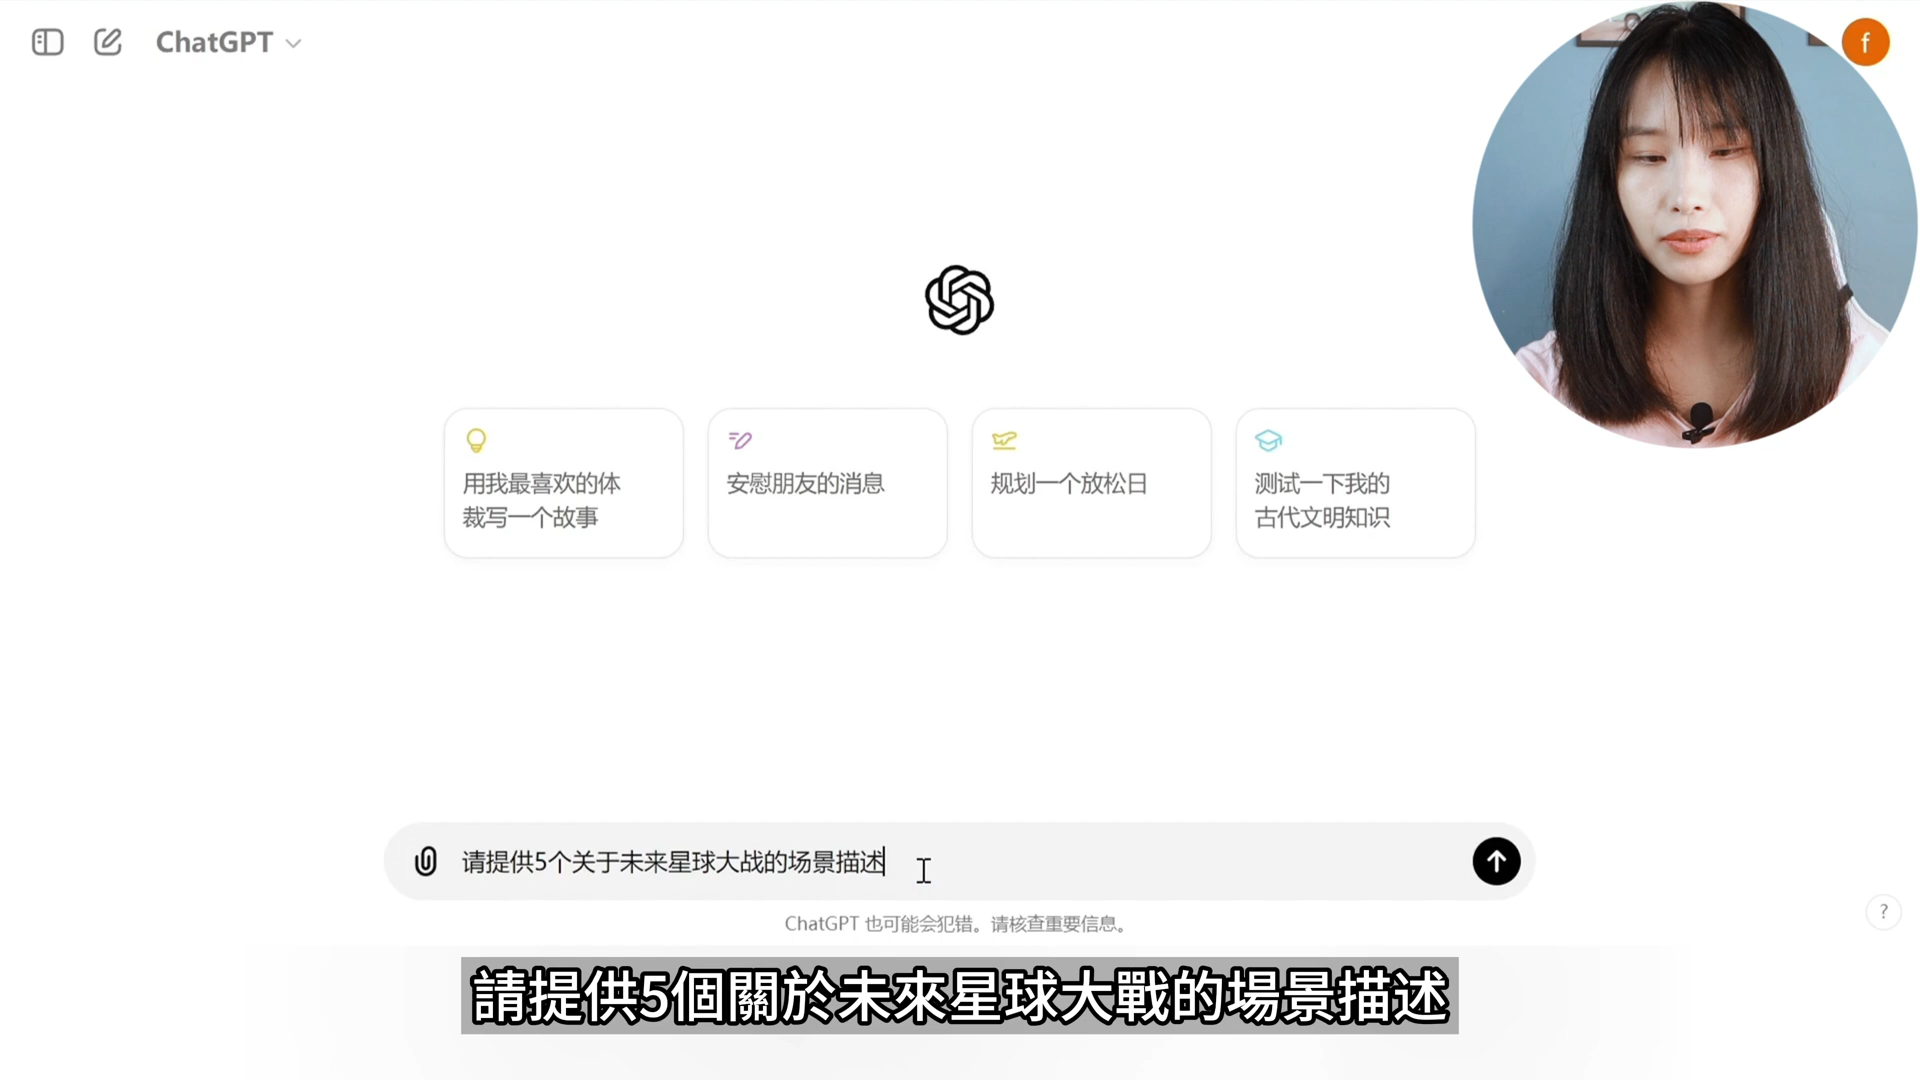 ChatGPT
f
用我最喜欢的体
裁写一个故事
安慰朋友的消息
规划一个放松日
测试一下我的
古代文明知识
请提供5个关于未来星球大战的场景描述
ChatGPT 也可能会犯错。请核查重要信息。
?
請提供5個關於未來星球大戰的場景描述